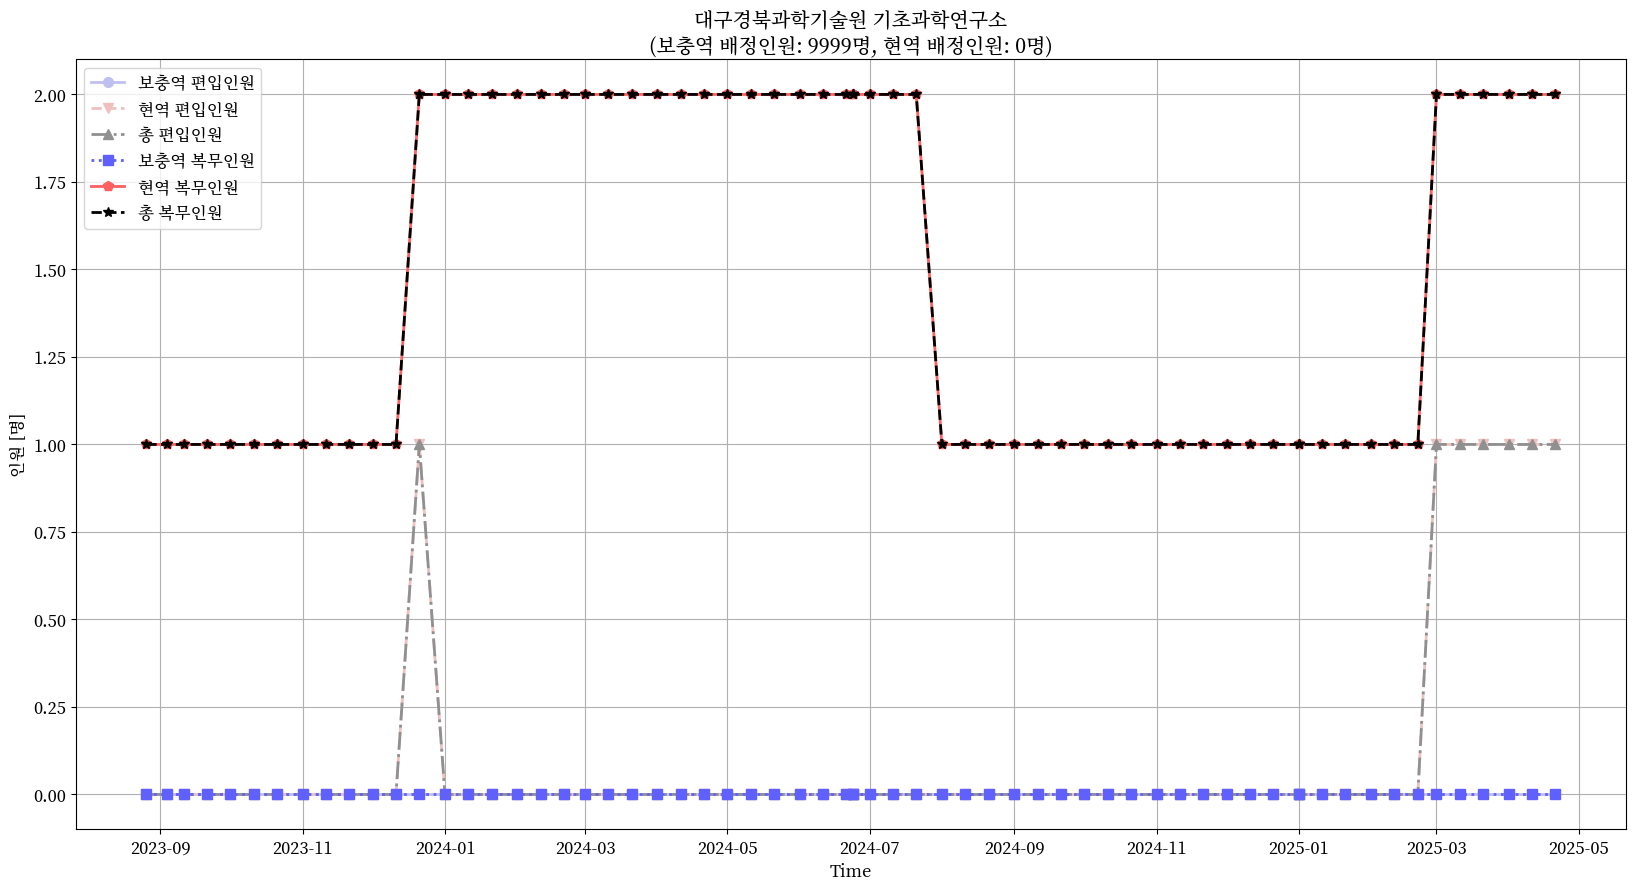 대구경북과학기술원 기초과학연구소
(보충역 배정인원: 9999명, 현역 배정인원: 0명)
보충역 편입인원
현역 편입인원
총 편입인원
보충역 복무인원
현역 복무인원
총 복무인원
2.00
1.75
1.50
1.25
1.00
0.75
0.50
0.25
0.00
인원 [명]
2023-09
2023-11
2024-01
2024-03
2024-05
2024-07
2024-09
2024-11
2025-01
2025-03
2025-05
Time